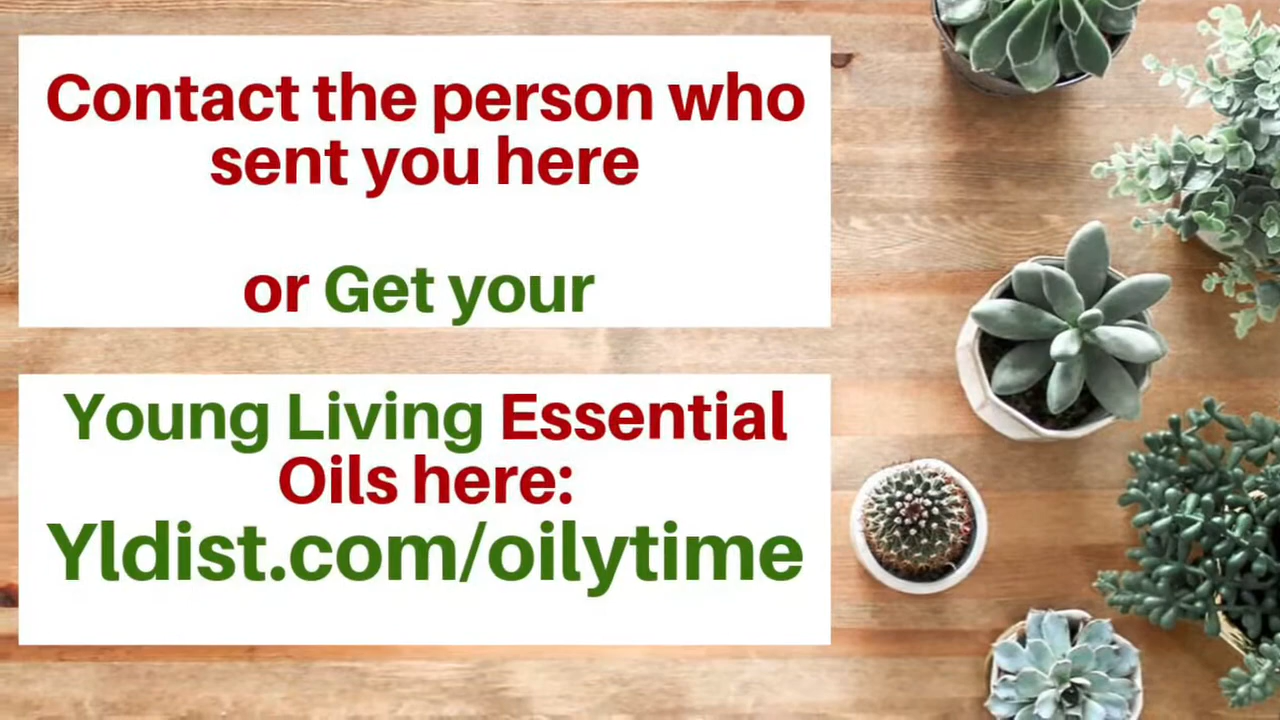 Contact the person who
sent you here
or Get your
Young Living Essential
Oils here:
Yldist.com/oilytime